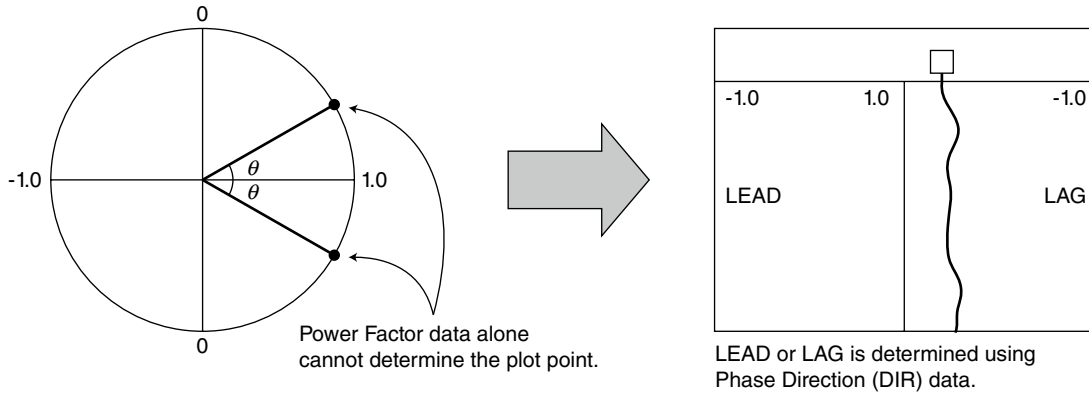 0
θ
θ
-1.0
1.0
0
Power Factor data alone
cannot determine the plot point.
-1.0
1.0
-1.0
LEAD
LAG
LEAD or LAG is determined using
Phase Direction (DIR) data.